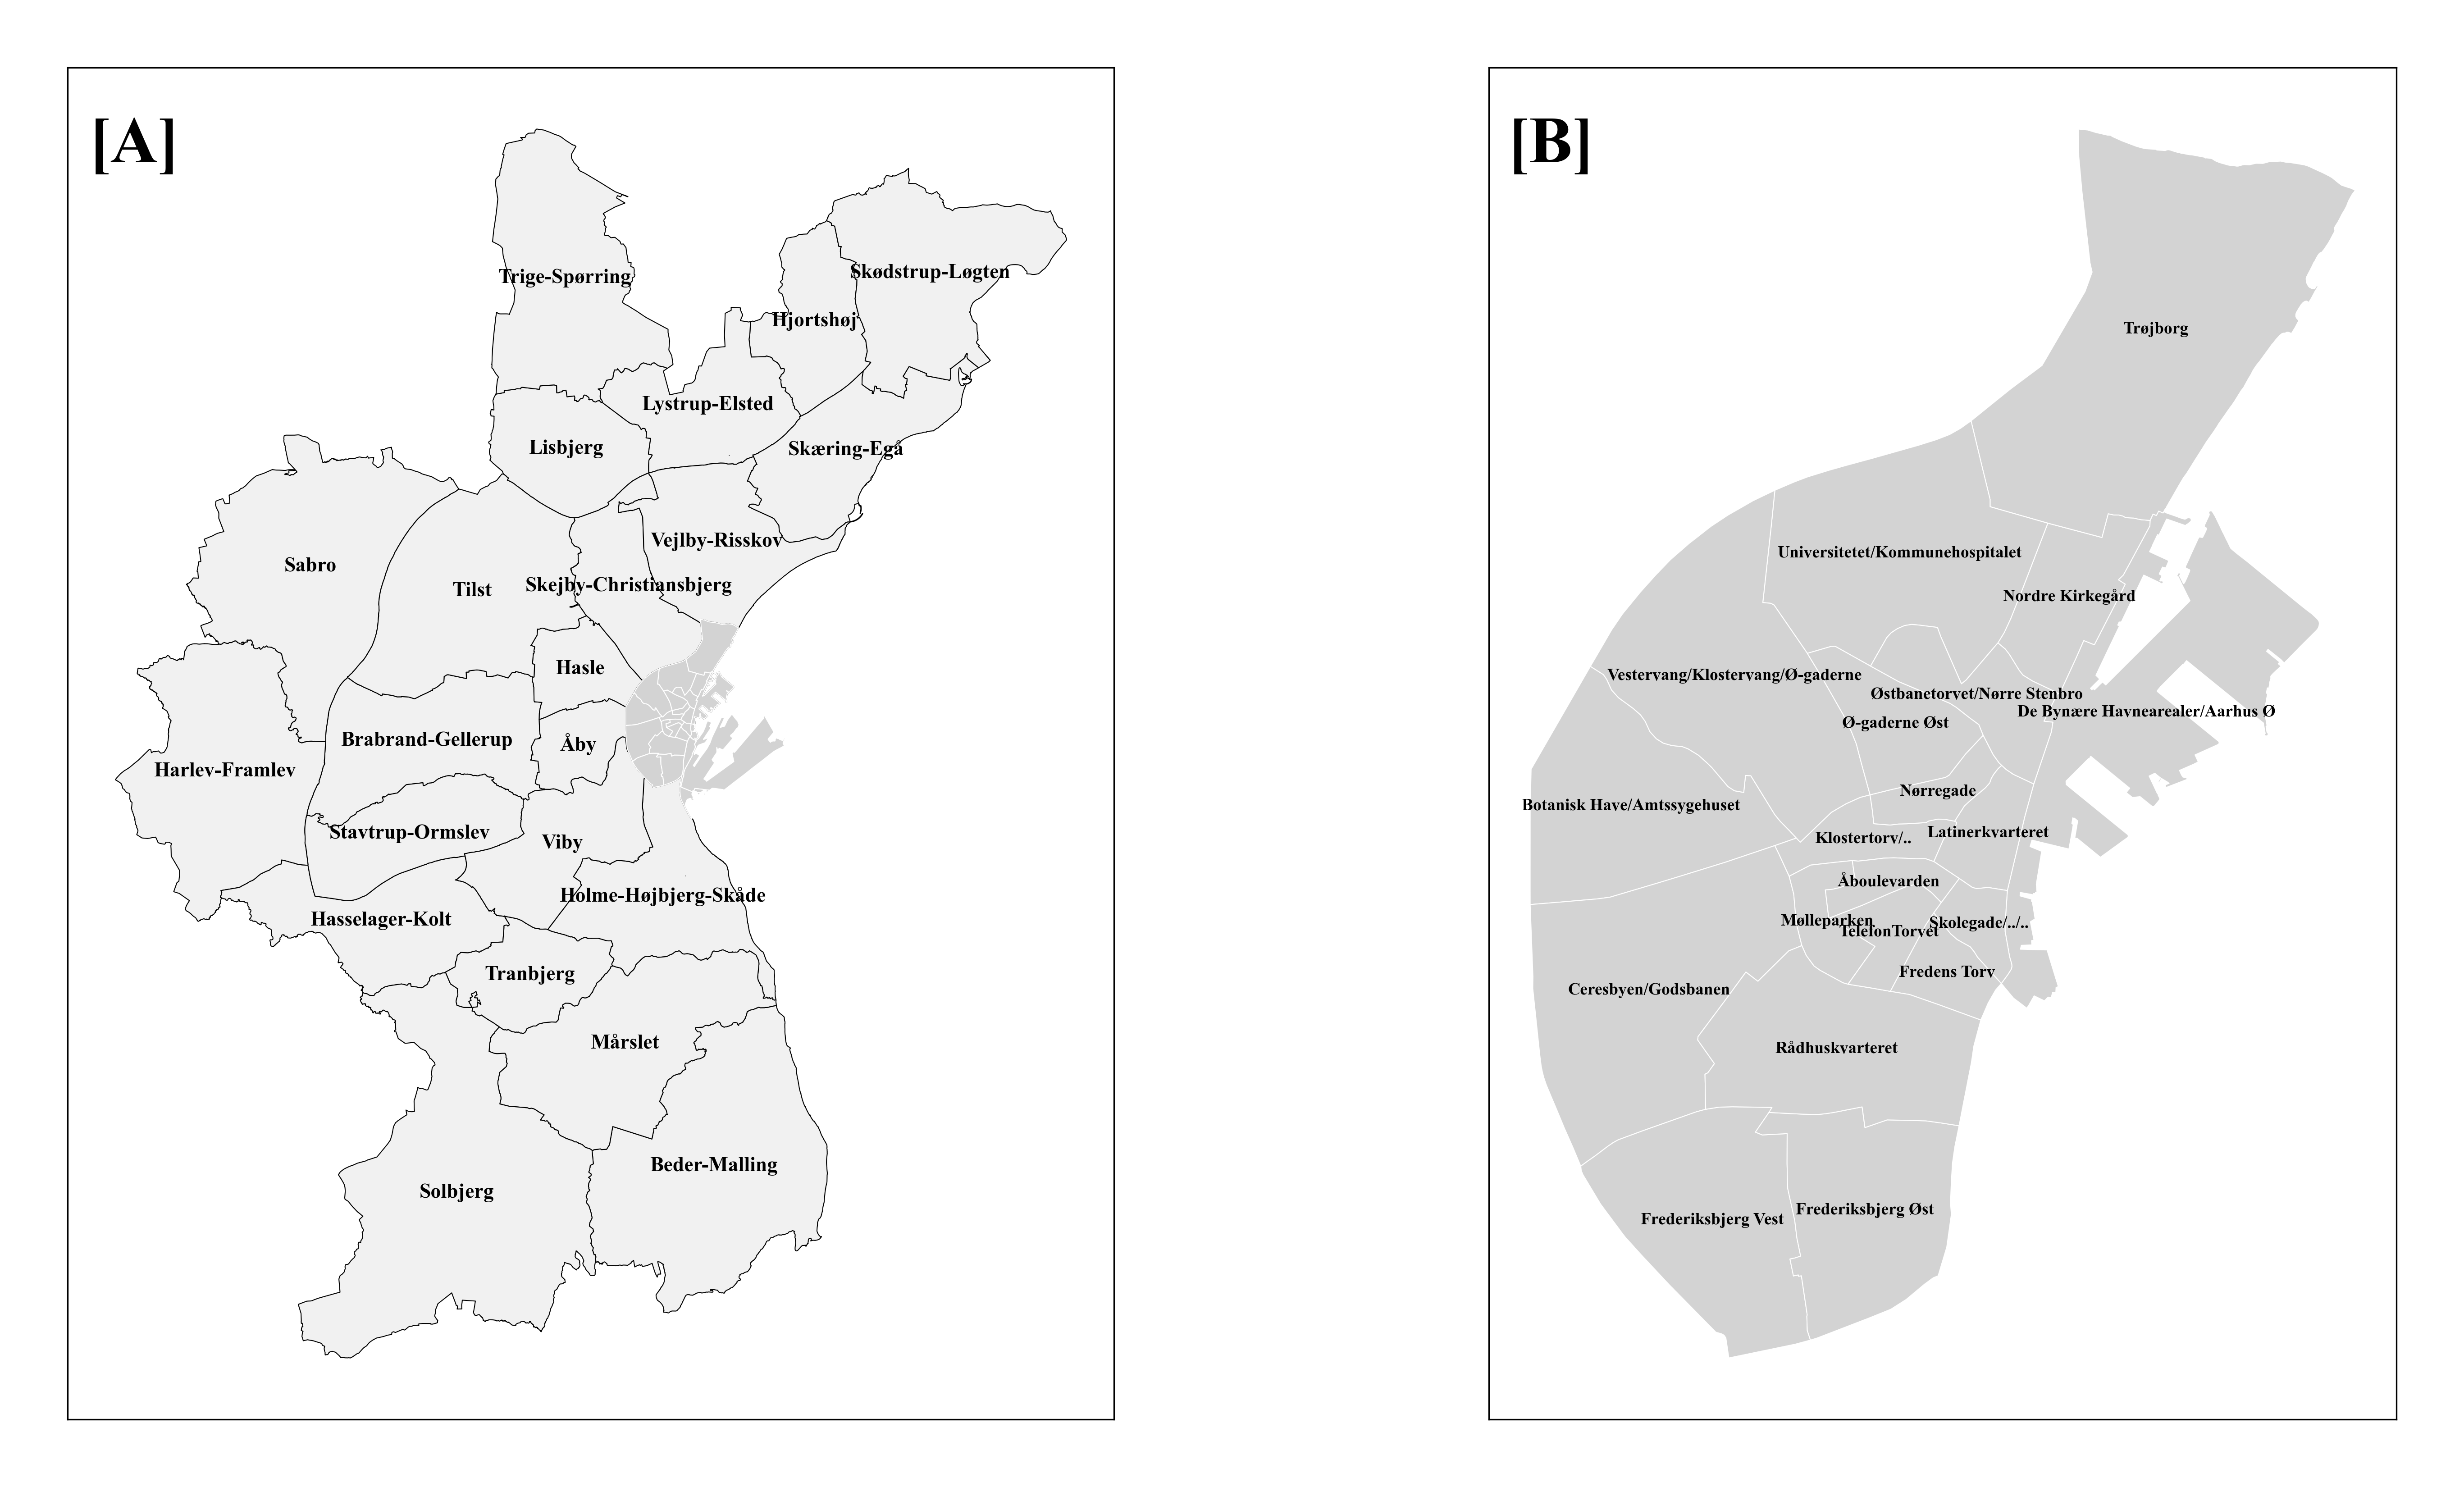 [A]
Trige-Spørring
Skødstrup-Løgten
Hjortshøj
Lystrup-Elsted
Lisbjerg
Skæring-Egå
Vejlby-Risskov
Sabro
Skejby-Christiansbjerg
Tilst
Hasle
Brabrand-Gellerup
Åby
Harlev-Framlev
Stavtrup-Ormslev
Viby
Holme-Højbjerg-Skåde
Hasselager-Kolt
Tranbjerg
Mårslet
Beder-Malling
Solbjerg
[B]
Trøjborg
Universitetet/Kommunehospitalet
Nordre Kirkegård
Vestervang/Klostervang/Ø-gaderne
Østbanetorvet/Nørre Stenbro
De Bynære Havnearealer/Aarhus Ø
Ø-gaderne Øst
Nørregade
Botanisk Have/Amtssygehuset
Latinerkvarteret
Klostertorv/..
Åboulevarden
Mølleparken
Skolegade/../..
TelefonTorvet
Fredens Torv
Ceresbyen/Godsbanen
Rådhuskvarteret
Frederiksbjerg Øst
Frederiksbjerg Vest